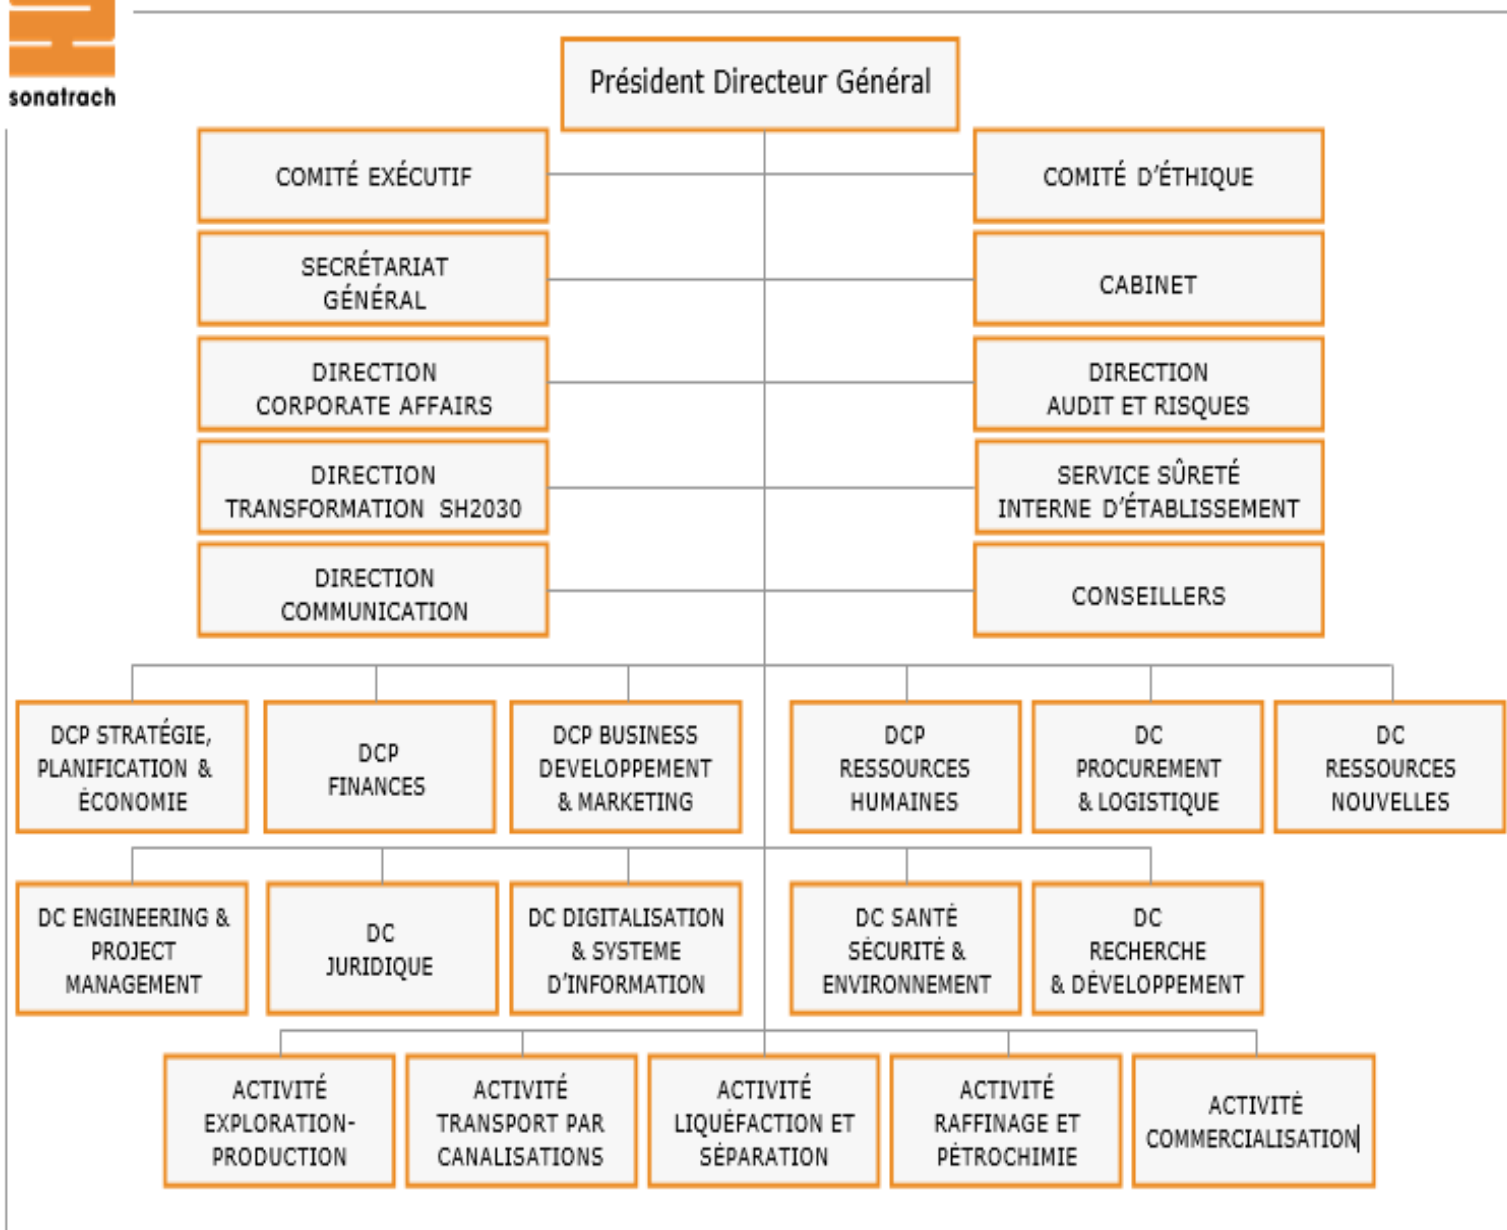 sonatrach
Président Directeur Général
COMITÉ EXÉCUTIF
COMITÉ D'ÉTHIQUE
SECRÉTARIAT
GÉNÉRAL
CABINET
DIRECTION
CORPORATE AFFAIRS
DIRECTION
AUDIT ET RISQUES
DIRECTION
TRANSFORMATION SH2030
SERVICE SÛRETÉ
INTERNE D'ÉTABLISSEMENT
DIRECTION
COMMUNICATION
CONSEILLERS
DCP STRATÉGIE,
PLANIFICATION &
ÉCONOMIE
DCP
FINANCES
DCP BUSINESS
DEVELOPPEMENT
& MARKETING
DCP
RESSOURCES
HUMAINES
DC
PROCUREMENT
& LOGISTIQUE
DC
RESSOURCES
NOUVELLES
DC ENGINEERING &
PROJECT
MANAGEMENT
DC
JURIDIQUE
DC DIGITALISATION
& SYSTEME
D'INFORMATION
DC SANTÉ
SÉCURITÉ &
ENVIRONNEMENT
DC
RECHERCHE
& DÉVELOPPEMENT
ACTIVITÉ
EXPLORATION-
PRODUCTION
ACTIVITÉ
TRANSPORT PAR
CANALISATIONS
ACTIVITÉ
LIQUÉFACTION ET
SÉPARATION
ACTIVITÉ
RAFFINAGE ET
PÉTROCHIMIE
ACTIVITÉ
COMMERCIALISATION